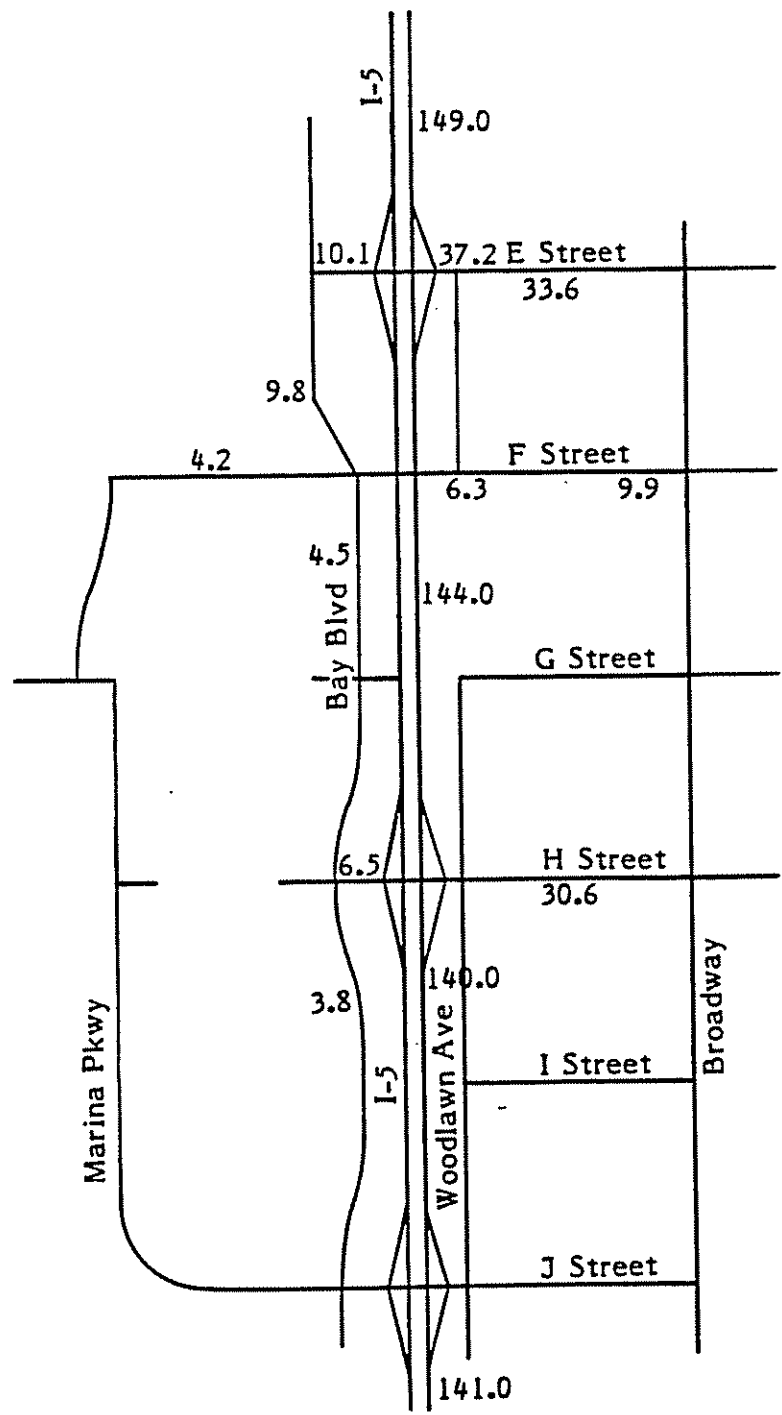 I-5
149.0
10.1
37.2 E Street
33.6
9.8
4.2
F Street
6.3
9.9
4.5
Bay Blvd
144.0
G Street
6.5
H Street
30.6
140.0
3.8
Marina Pkwy
I-5
Woodlawn Ave
Broadway
I Street
J Street
141.0